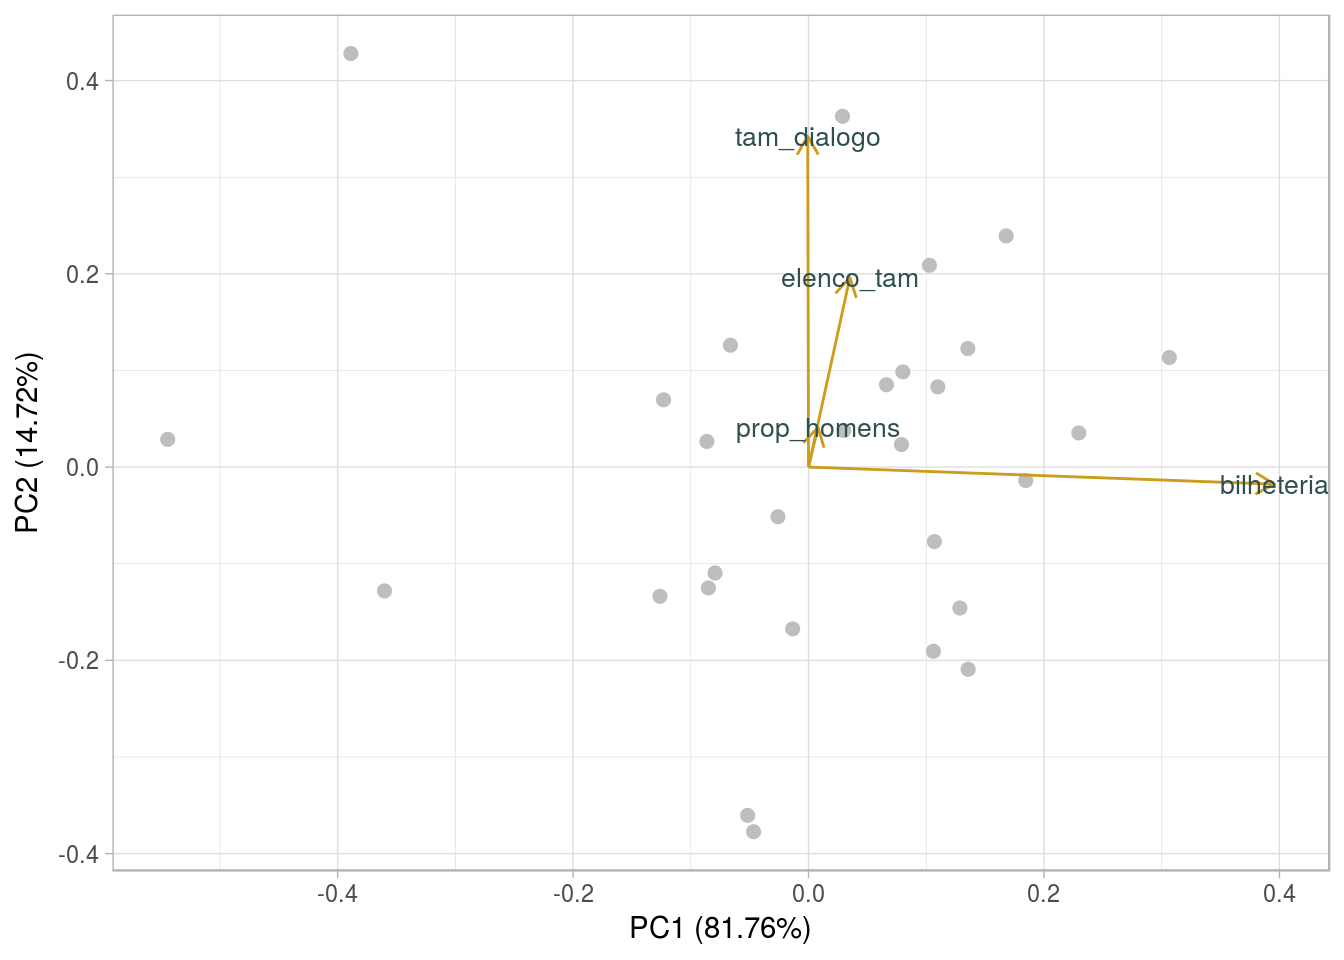 0.4
tam_dialogo
0.2
elenco_tam
prop_homens
0.0
bilheteria
-0.2
-0.4
PC2 (14.72%)
-0.4 -0.2 0.0 0.2 0.4
PC1 (81.76%)